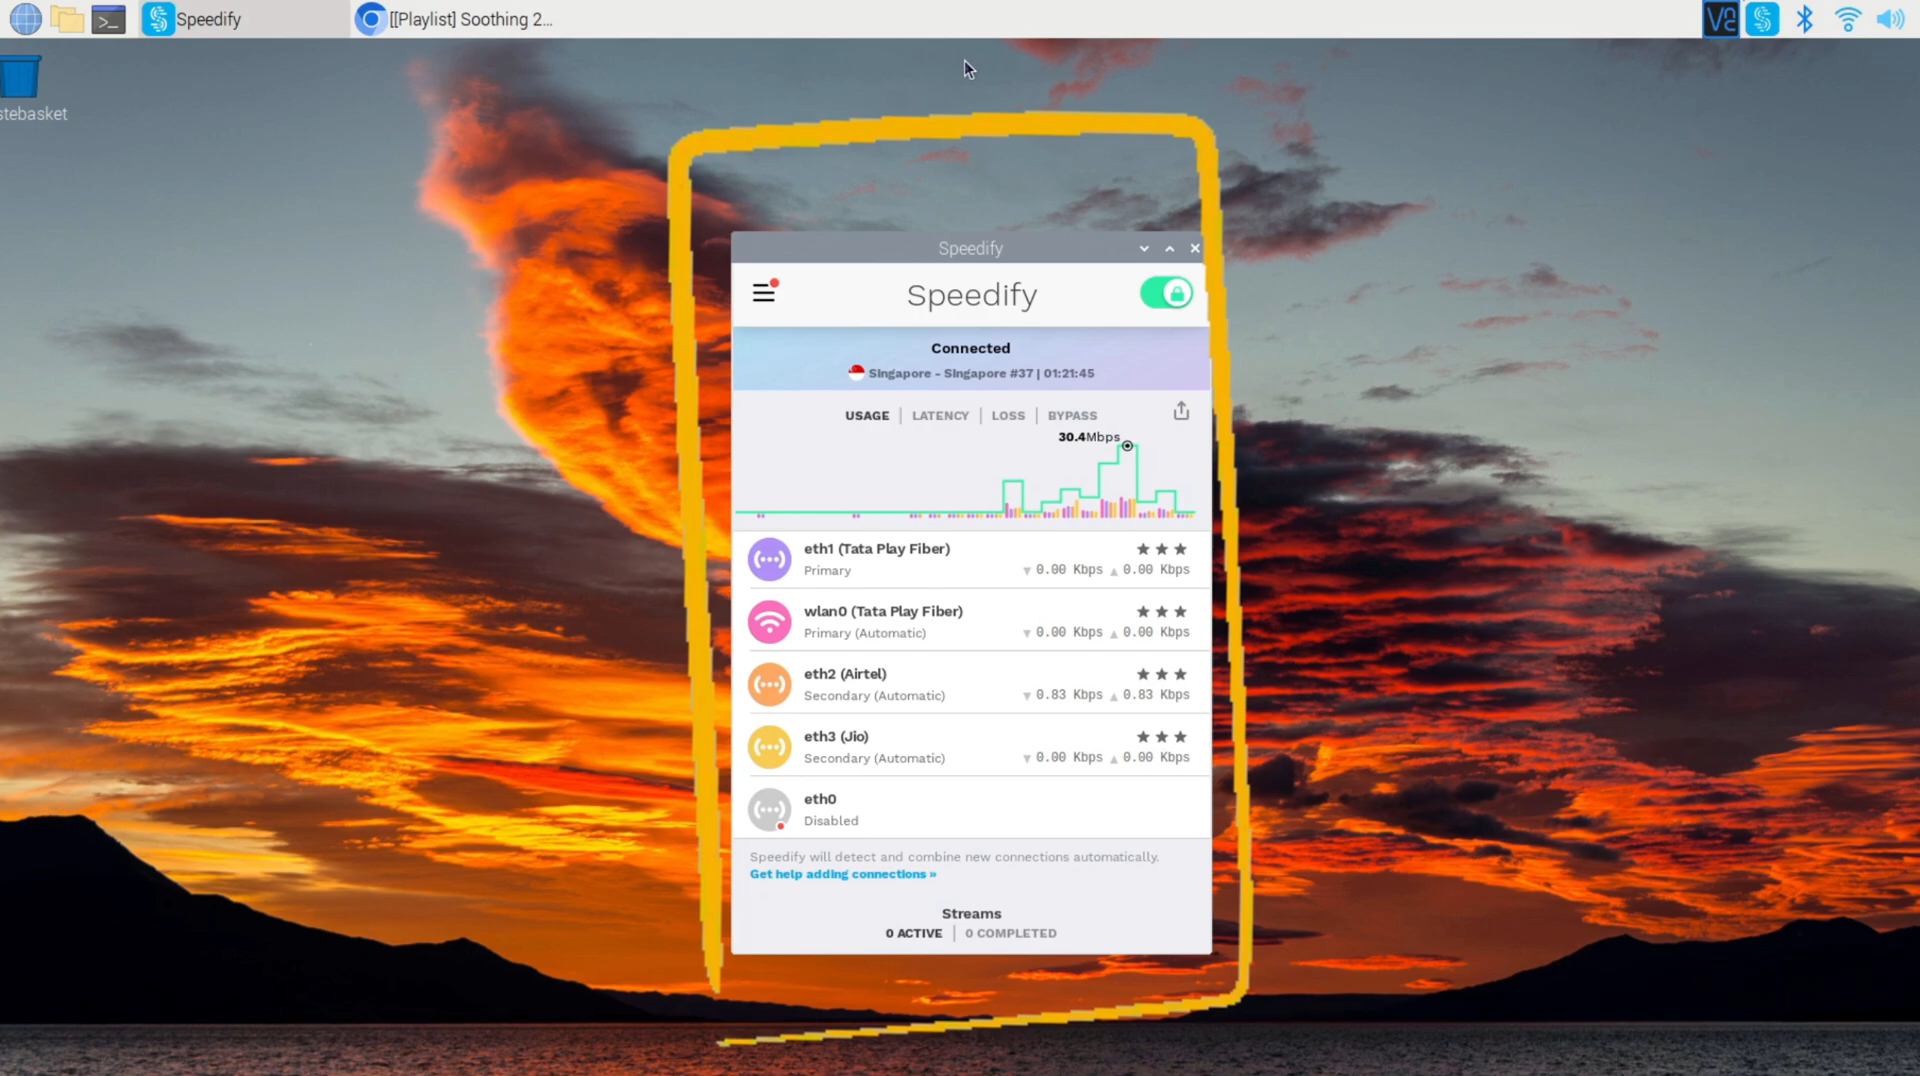 Speedify
[[Playlist] Soothing 2...
VNC
stebasket
Speedify
Speedify
Connected
Singapore - Singapore #37 | 01:21:45
USAGE | LATENCY | LOSS | BYPASS
30.4Mbps
eth1 (Tata Play Fiber)
Primary
▼ 0.00 Kbps ▲ 0.00 Kbps
wlan0 (Tata Play Fiber)
Primary (Automatic)
▼ 0.00 Kbps ▲ 0.00 Kbps
eth2 (Airtel)
Secondary (Automatic)
▼ 0.83 Kbps ▲ 0.83 Kbps
eth3 (Jio)
Secondary (Automatic)
▼ 0.00 Kbps ▲ 0.00 Kbps
eth0
Disabled
Speedify will detect and combine new connections automatically.
Get help adding connections »
Streams
0 ACTIVE | 0 COMPLETED